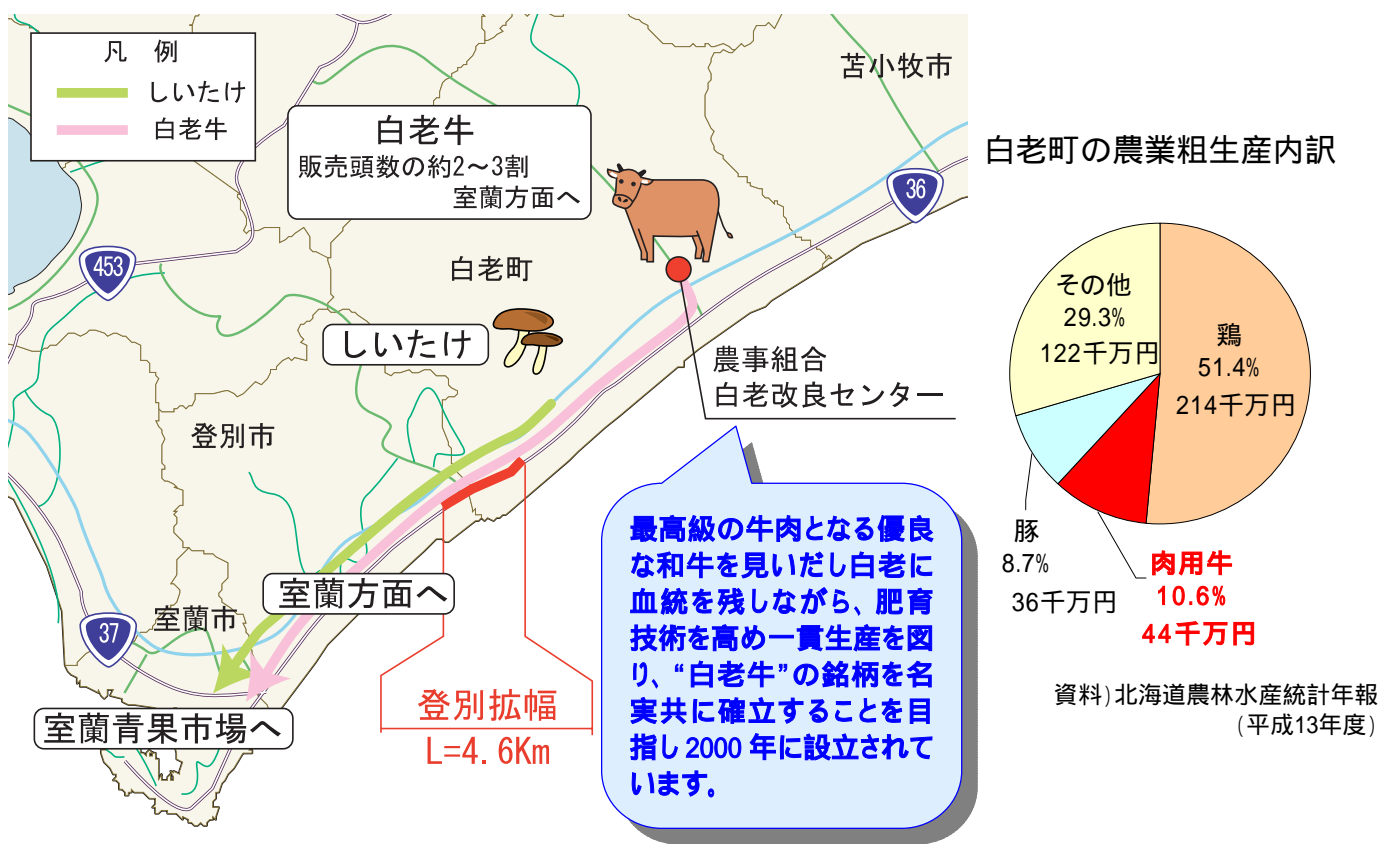 凡 例
しいたけ
白老牛
苫小牧市
白老牛
販売頭数の約2～3割
室蘭方面へ
36
453
白老町
しいたけ
農事組合
白老改良センター
登別市
室蘭方面へ
室蘭市
37
室蘭青果市場へ
登別拡幅
L=4.6Km
最高級の牛肉となる優良
な和牛を見いだし白老に
血統を残しながら、肥育
技術を高め一貫生産を図
り、“白老牛”の銘柄を名
実共に確立することを目
指し2000年に設立されて
います。
白老町の農業粗生産内訳
その他
29.3%
122千万円
鶏
51.4%
214千万円
豚
8.7%
36千万円
肉用牛
10.6%
44千万円
資料)北海道農林水産統計年報
(平成13年度)